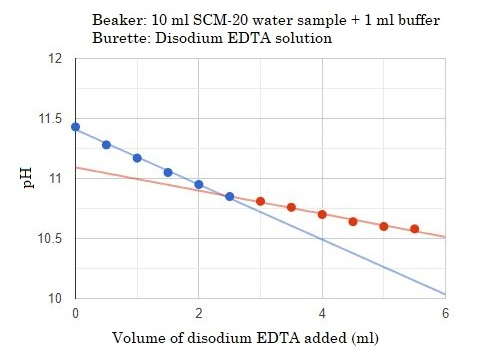 Beaker: 10 ml SCM-20 water sample + 1 ml buffer
Burette: Disodium EDTA solution
12
11.5
11
10.5
10
pH
0
2
4
6
Volume of disodium EDTA added (ml)